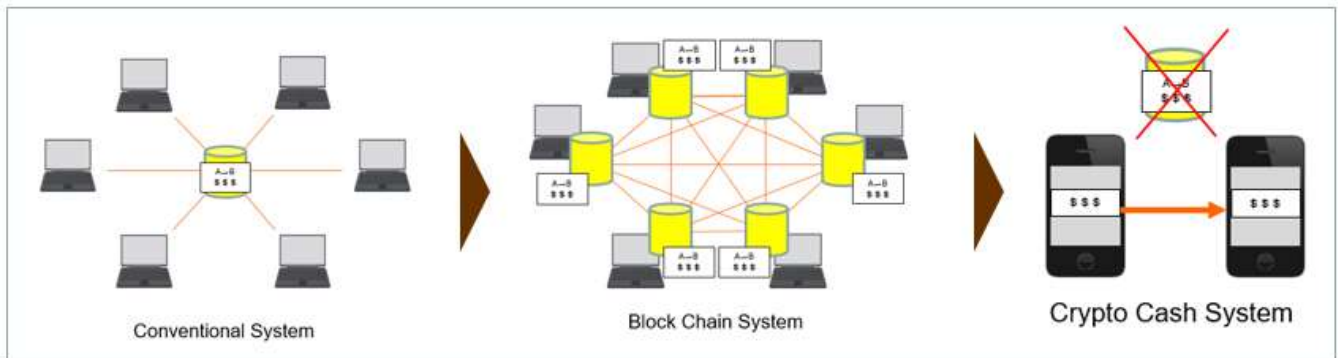 A→B
$ $ $
Conventional System
A→B
$ $ $
A→B
$ $ $
A→B
$ $ $
A→B
$ $ $
A→B
$ $ $
A→B
$ $ $
Block Chain System
A→B
$ $ $
$ $ $
$ $ $
Crypto Cash System